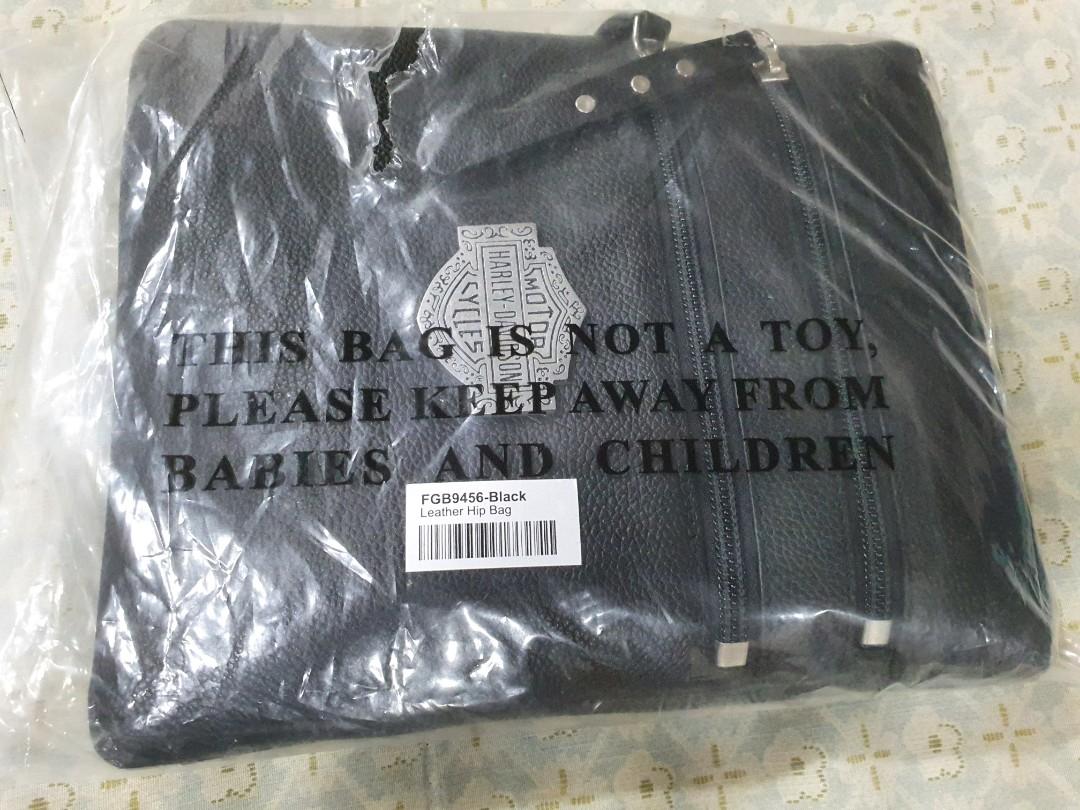 MOTOR
HARLEY-DAVIDSON
CYCLES
THIS BAG IS NOT A TOY,
PLEASE KEEP AWAY FROM
BABIES AND CHILDREN
FGB9456-Black
Leather Hip Bag